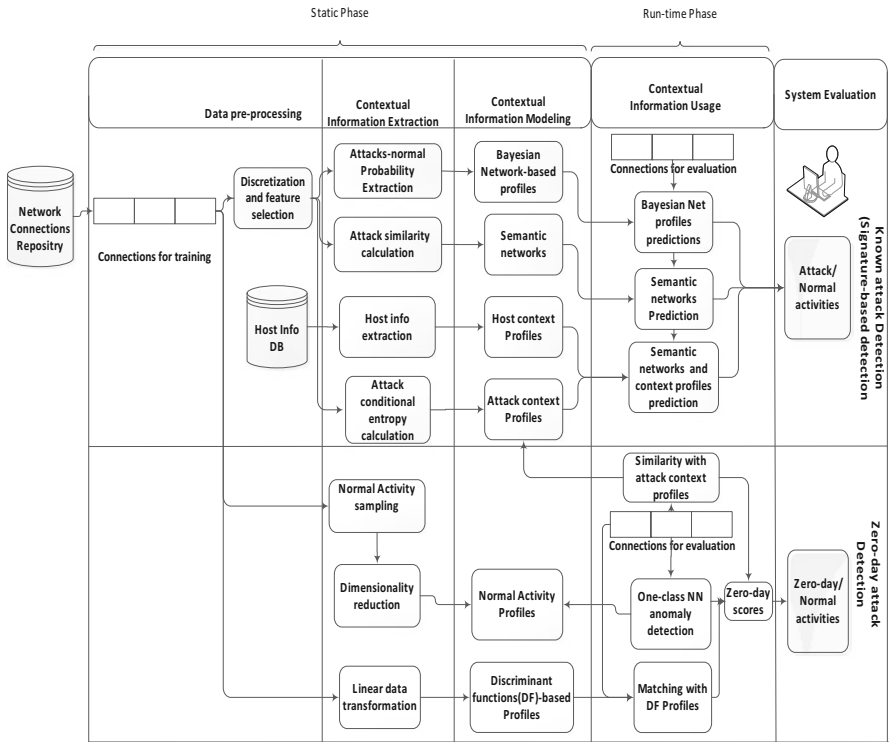 Static Phase
Run-time Phase
Data pre-processing
Contextual
Information Extraction
Contextual
Information Modeling
Contextual
Information Usage
System Evaluation
Network
Connections
Repositry
Connections for training
Discretization
and feature
selection
Attacks-normal
Probability
Extraction
Bayesian
Network-based
profiles
Connections for evaluation
Bayesian Net
profiles
predictions
Attack similarity
calculation
Semantic
networks
Semantic
networks
Prediction
Attack/
Normal
activities
Known attack Detection
(Signature-based detection
Host Info
DB
Host info
extraction
Host context
Profiles
Semantic
networks and
context profiles
prediction
Attack
conditional
entropy
calculation
Attack context
Profiles
Similarity with
attack context
profiles
Normal Activity
sampling
Connections for evaluation
Dimensionality
reduction
Normal Activity
Profiles
One-class NN
anomaly
detection
Zero-day
scores
Zero-day/
Normal
activities
Zero-day attack
Detection
Linear data
transformation
Discriminant
functions(DF)-based
Profiles
Matching with
DF Profiles